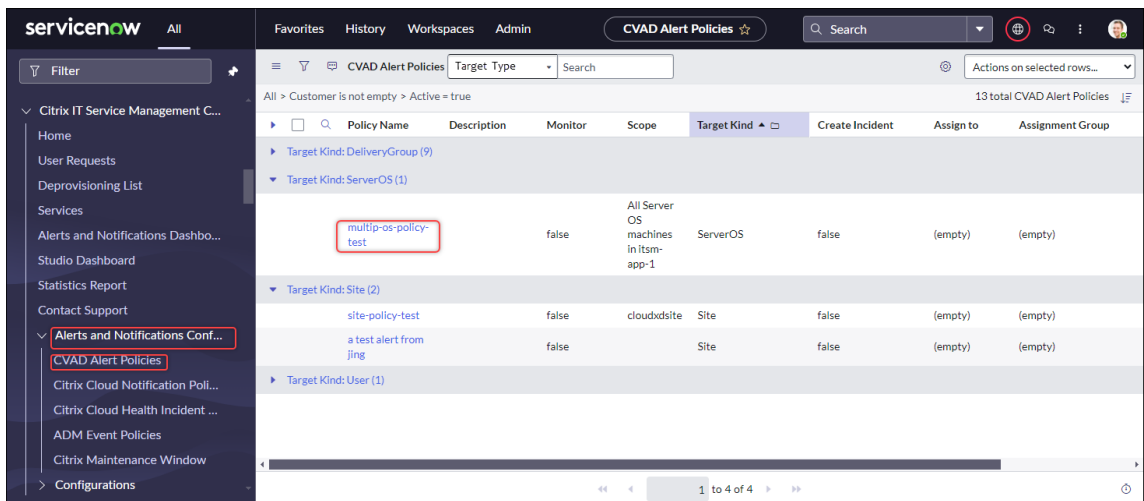 servicenow All Favorites History Workspaces Admin CVAD Alert Policies Search
Filter
CVAD Alert Policies Target Type Search Actions on selected rows...
All > Customer is not empty > Active = true 13 total CVAD Alert Policies
Citrix IT Service Management C...
Home
User Requests
Deprovisioning List
Services
Alerts and Notifications Dashbo...
Studio Dashboard
Statistics Report
Contact Support
Alerts and Notifications Conf...
CVAD Alert Policies
Citrix Cloud Notification Poli...
Citrix Cloud Health Incident ...
ADM Event Policies
Citrix Maintenance Window
Configurations
Policy Name Description Monitor Scope Target Kind Create Incident Assign to Assignment Group
Target Kind: DeliveryGroup (9)
Target Kind: ServerOS (1)
multip-os-policy-
test
false
All Server
OS
machines
in itsm-
app-1
ServerOS false (empty) (empty)
Target Kind: Site (2)
site-policy-test false cloudxdsite Site false (empty) (empty)
a test alert from
jing
false Site false (empty) (empty)
Target Kind: User (1)
1 to 4 of 4